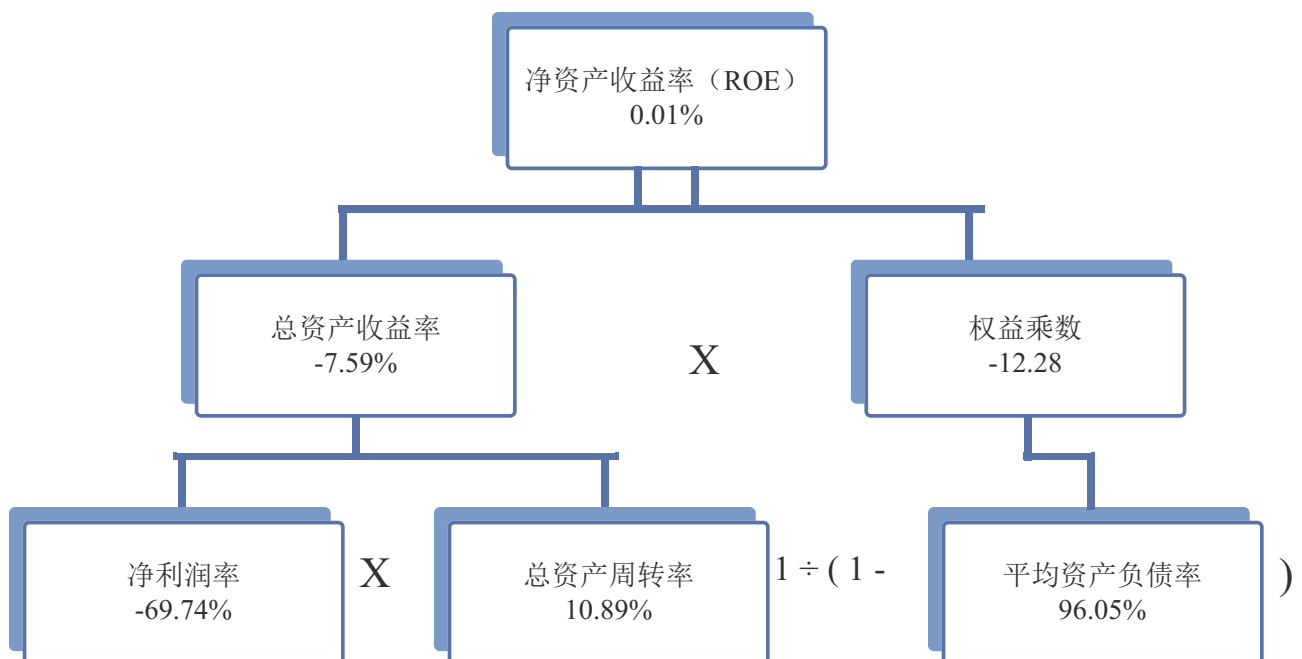 净资产收益率（ROE）
0.01%
总资产收益率
-7.59%
X
权益乘数
-12.28
净利润率
-69.74%
X
总资产周转率
10.89%
1 ÷ ( 1 -
平均资产负债率
96.05%
)